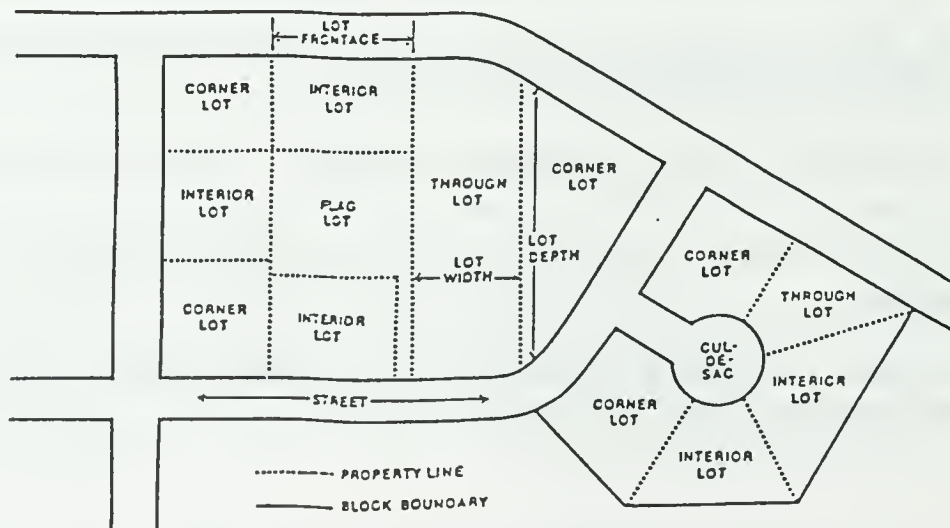 LOT
FRONTAGE
CORNER
LOT
INTERIOR
LOT
INTERIOR
LOT
FLAG
LOT
THROUGH
LOT
CORNER
LOT
LOT
WIDTH
LOT
DEPTH
CORNER
LOT
INTERIOR
LOT
STREET
CORNER
LOT
THROUGH LOT
CUL-
DE-
SAC
INTERIOR
LOT
CORNER
LOT
INTERIOR
LOT
PROPERTY LINE
BLOCK BOUNDARY